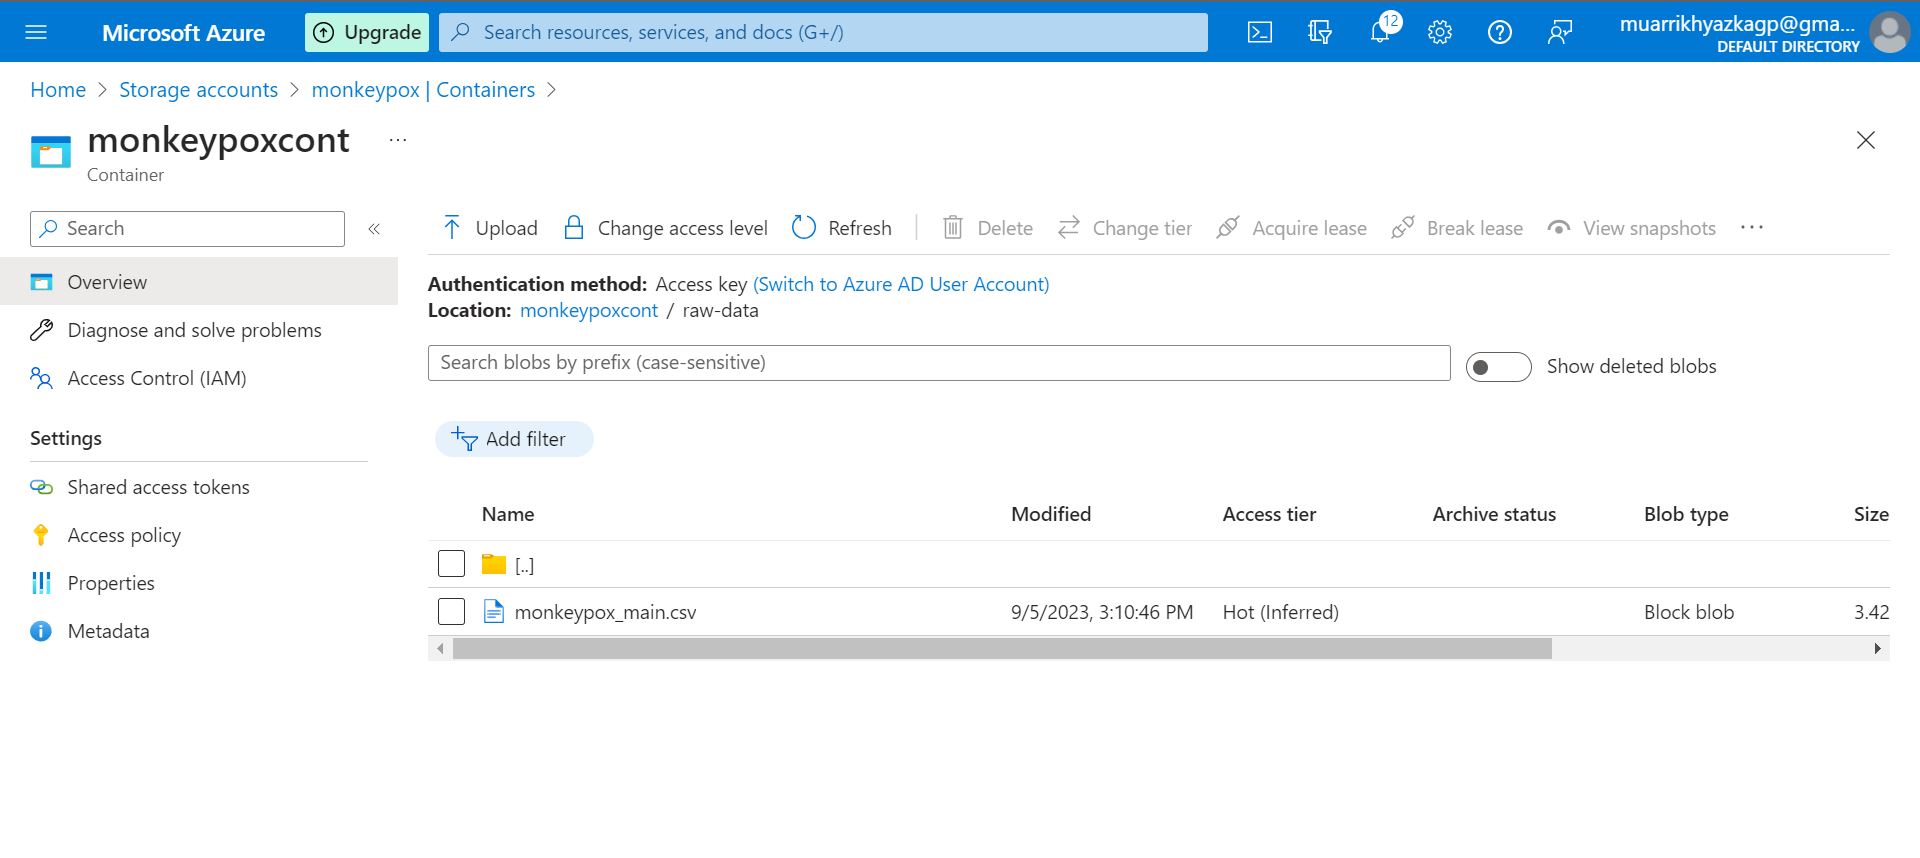 Microsoft Azure
Upgrade
Search resources, services, and docs (G+/)
12
muarrikhyazkagp@gma...
DEFAULT DIRECTORY
Home > Storage accounts > monkeypox | Containers >
monkeypoxcont ...
Container
Search
«
Upload
Change access level
Refresh
Delete
Change tier
Acquire lease
Break lease
View snapshots
...
Overview
Diagnose and solve problems
Access Control (IAM)
Settings
Shared access tokens
Access policy
Properties
Metadata
Authentication method: Access key (Switch to Azure AD User Account)
Location: monkeypoxcont / raw-data
Search blobs by prefix (case-sensitive)
Show deleted blobs
Add filter
Name Modified Access tier Archive status Blob type Size
[..]
monkeypox_main.csv 9/5/2023, 3:10:46 PM Hot (Inferred) Block blob 3.42